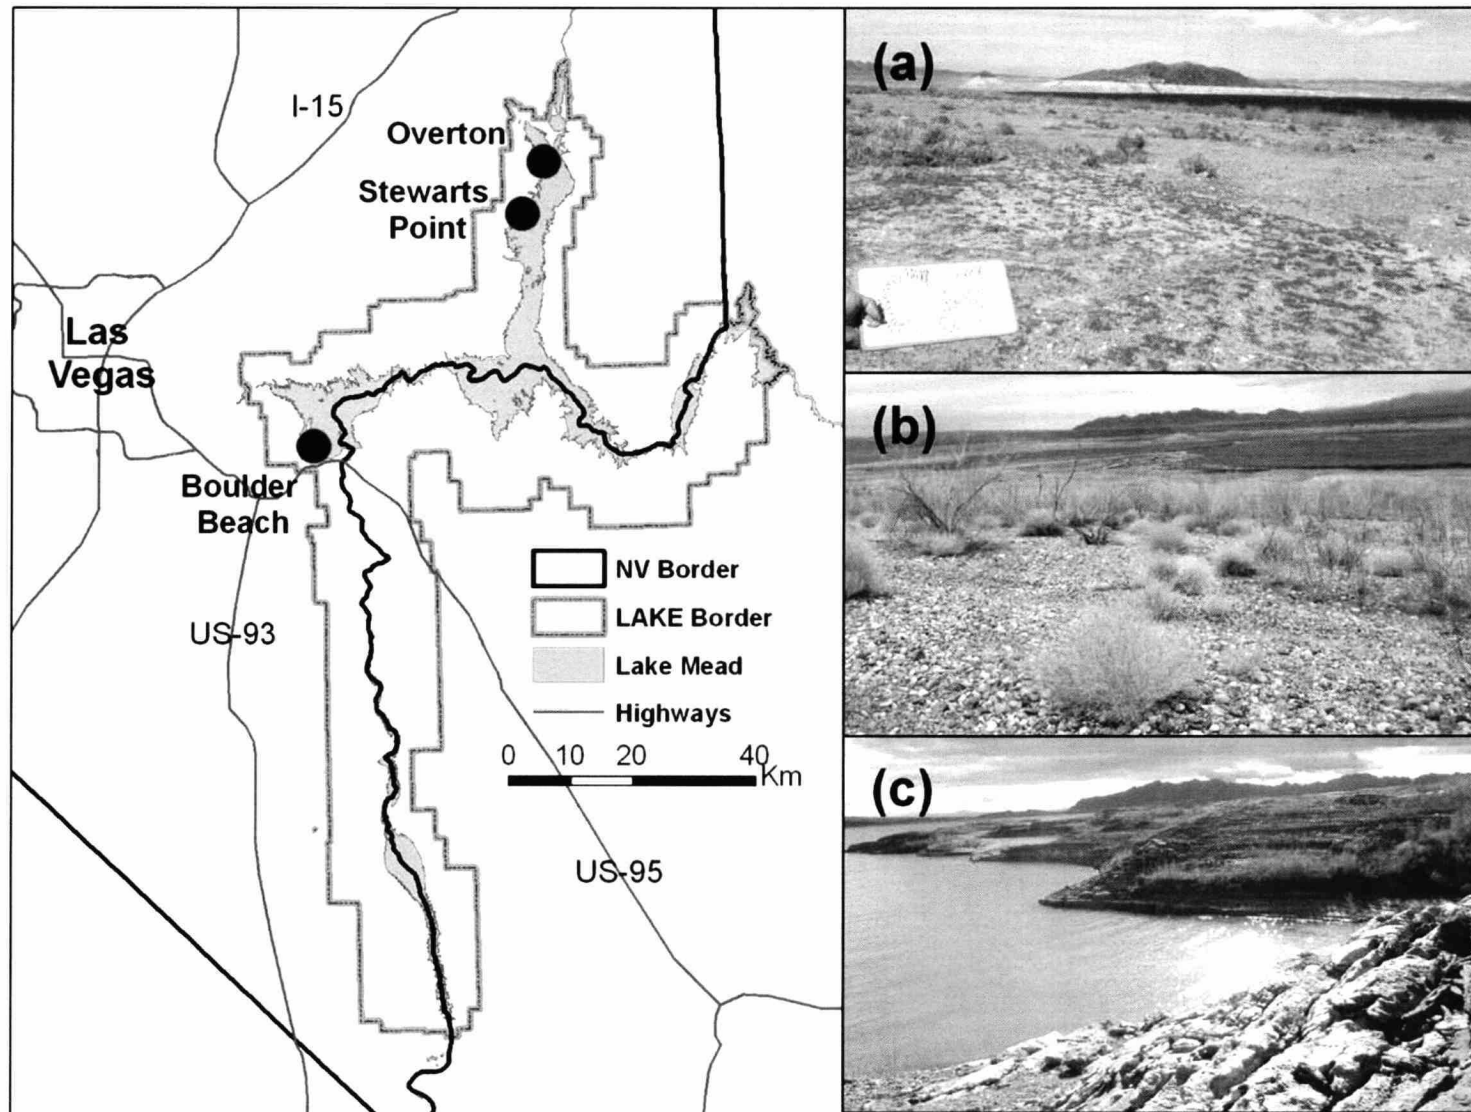 I-15
Overton
Stewarts
Point
Las
Vegas
Boulder
Beach
US-93
NV Border
LAKE Border
Lake Mead
Highways
0 10 20 40
Km
US-95
(a)
(b)
(c)